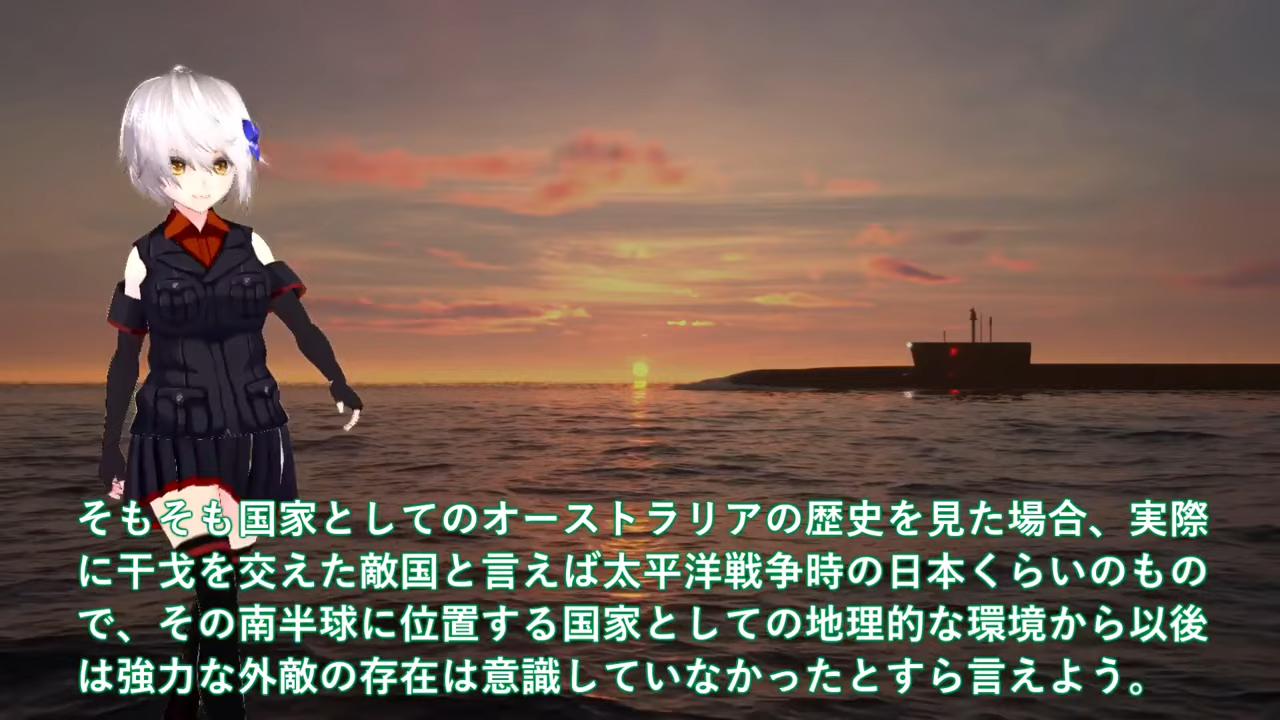 そもそも国家としてのオーストラリアの歴史を見た場合、実際
に干戈を交えた敵国と言えば太平洋戦争時の日本くらいのもの
で、その南半球に位置する国家としての地理的な環境から以後
は強力な外敵の存在は意識していなかったとすら言えよう。